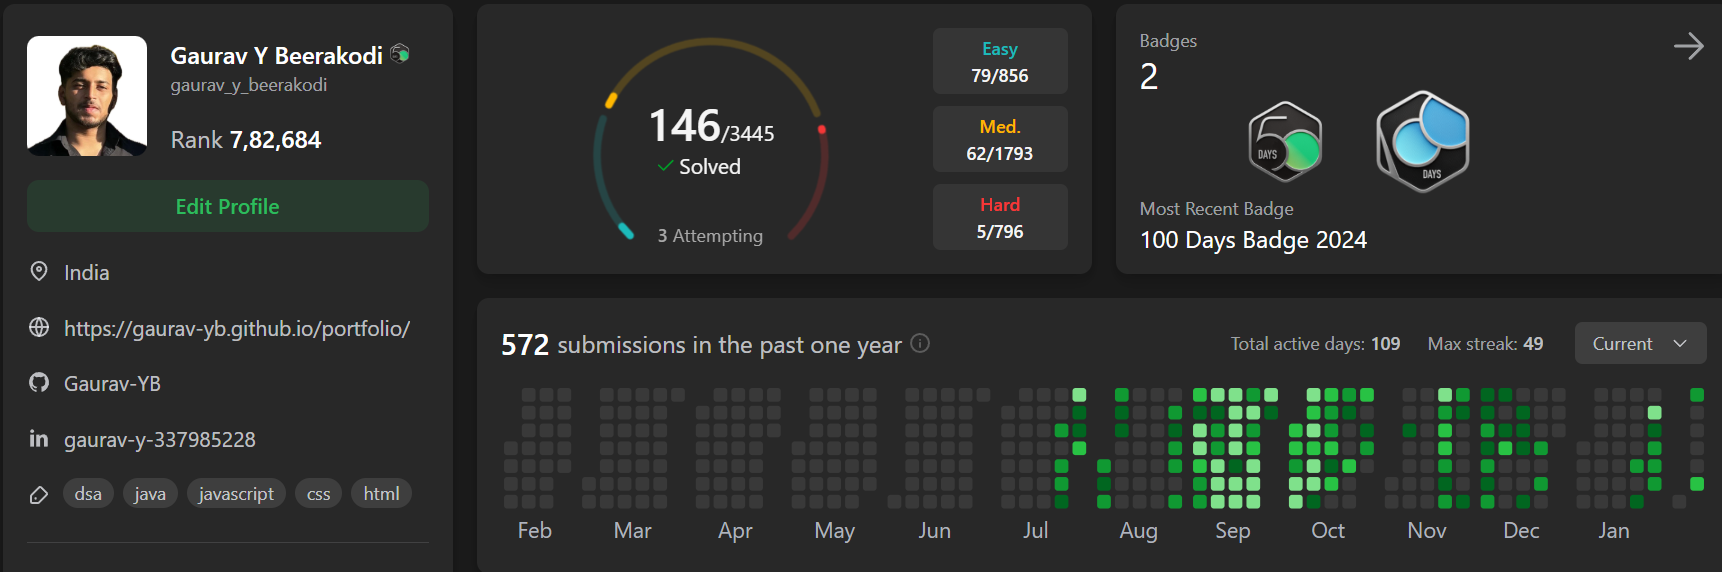 Gaurav Y Beerakodi
gaurav_y_beerakodi
Rank 7,82,684
Edit Profile
India
https://gaurav-yb.github.io/portfolio/
Gaurav-YB
in gaurav-y-337985228
dsa java javascript css html
146/3445
Solved
3 Attempting
Easy
79/856
Med.
62/1793
Hard
5/796
Badges
2
50
DAYS
DAYS
Most Recent Badge
100 Days Badge 2024
572 submissions in the past one year
Total active days: 109 Max streak: 49 Current
Feb Mar Apr May Jun Jul Aug Sep Oct Nov Dec Jan